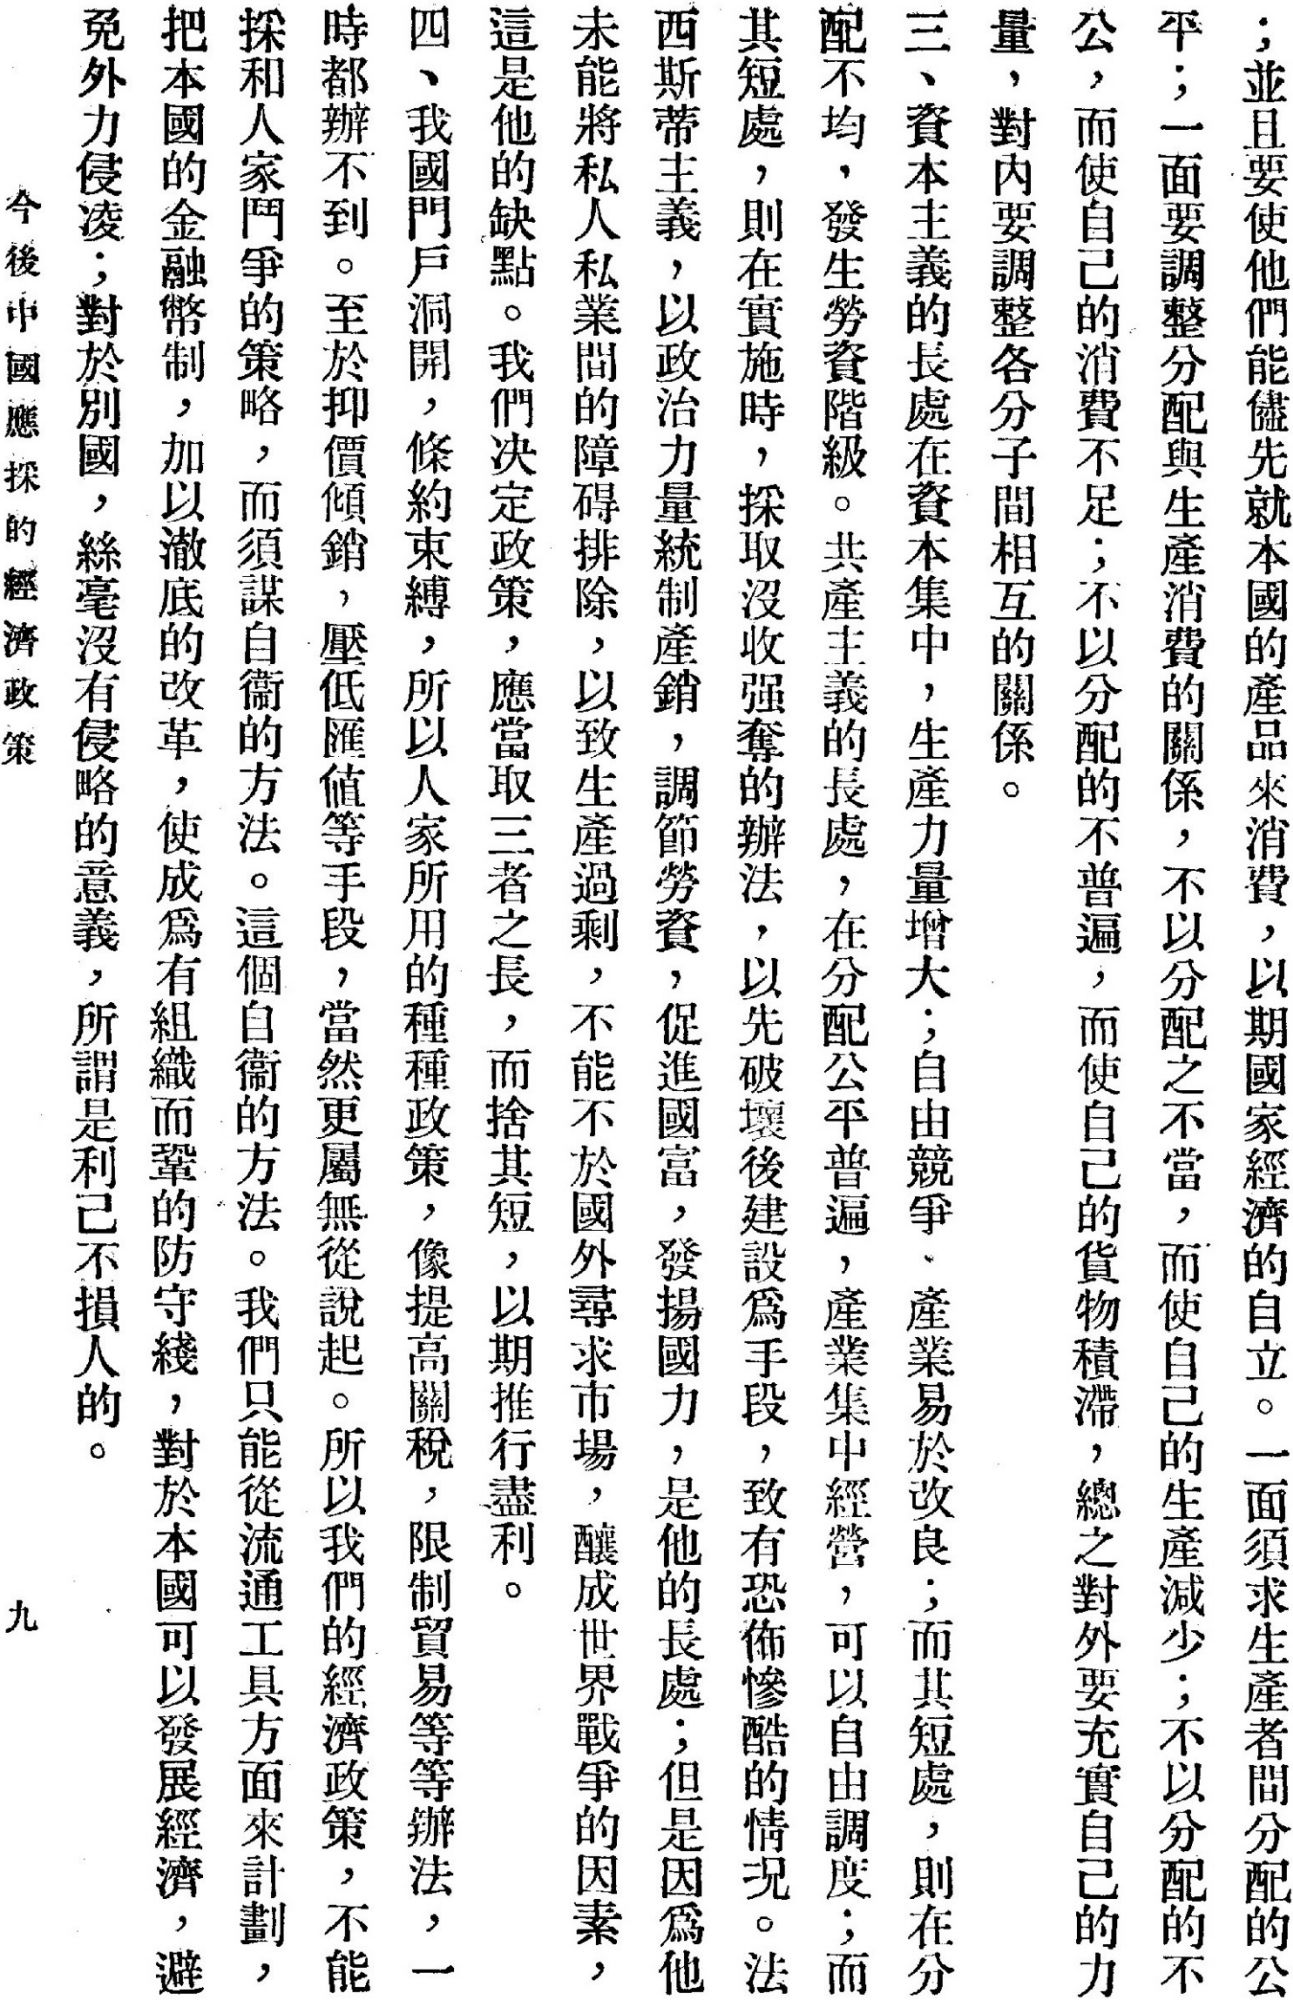 ；並且要使他們能儘先就本國的產品來消費，以期國家經濟的自立。一面須求生產者間分配的公
平；一面要調整分配與生產消費的關係，不以分配之不當，而使自己的生產減少；不以分配的不
公，而使自己的消費不足；不以分配的不普遍，而使自己的貨物積滯，總之對外要充實自己的力
量，對內要調整各分子間相互的關係。
三、資本主義的長處在資本集中，生產力量增大；自由競爭、產業易於改良；而其短處，則在分
配不均，發生勞資階級。共產主義的長處，在分配公平普遍，產業集中經營，可以自由調度；而
其短處，則在實施時，採取沒收强奪的辦法，以先破壞後建設爲手段，致有恐佈慘酷的情況。法
西斯蒂主義，以政治力量統制產銷，調節勞資，促進國富，發揚國力，是他的長處；但是因爲他
未能將私人私業間的障碍排除，以致生產過剩，不能不於國外尋求市場，釀成世界戰爭的因素，
這是他的缺點。我們决定政策，應當取三者之長，而捨其短，以期推行盡利。
四、我國門戶洞開，條約束縛，所以人家所用的種種政策，像提高關稅，限制貿易等等辦法，一
時都辦不到。至於抑價傾銷，壓低匯値等手段，當然更屬無從說起。所以我們的經濟政策，不能
採和人家鬥爭的策略，而須謀自衞的方法。這個自衞的方法。我們只能從流通工具方面來計劃，
把本國的金融幣制，加以澈底的改革，使成爲有組織而鞏的防守綫，對於本國可以發展經濟，避
免外力侵凌；對於別國，絲毫沒有侵略的意義，所謂是利己不損人的。
今後中國應採的經濟政策　九